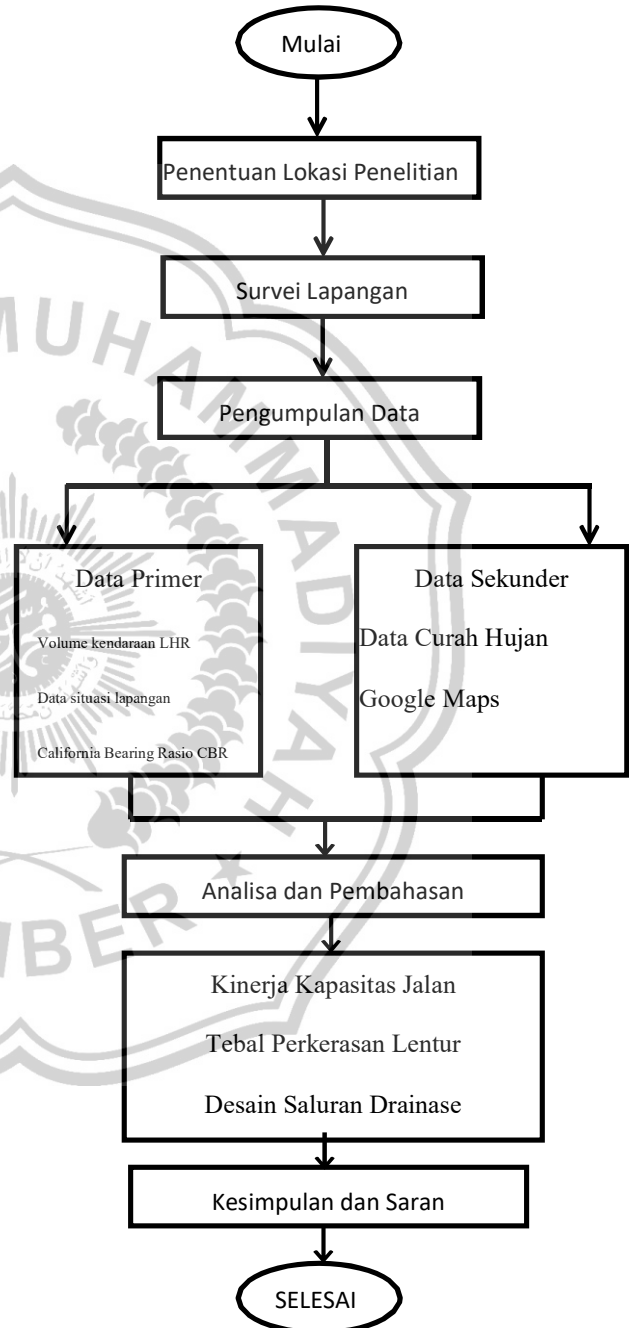 Mulai
Penentuan Lokasi Penelitian
Survei Lapangan
Pengumpulan Data
Data Primer
Volume kendaraan LHR
Data situasi lapangan
California Bearing Rasio CBR
Data Sekunder
Data Curah Hujan
Google Maps
Analisa dan Pembahasan
Kinerja Kapasitas Jalan
Tebal Perkerasan Lentur
Desain Saluran Drainase
Kesimpulan dan Saran
SELESAI
MUHAMMADIYAH
MBER